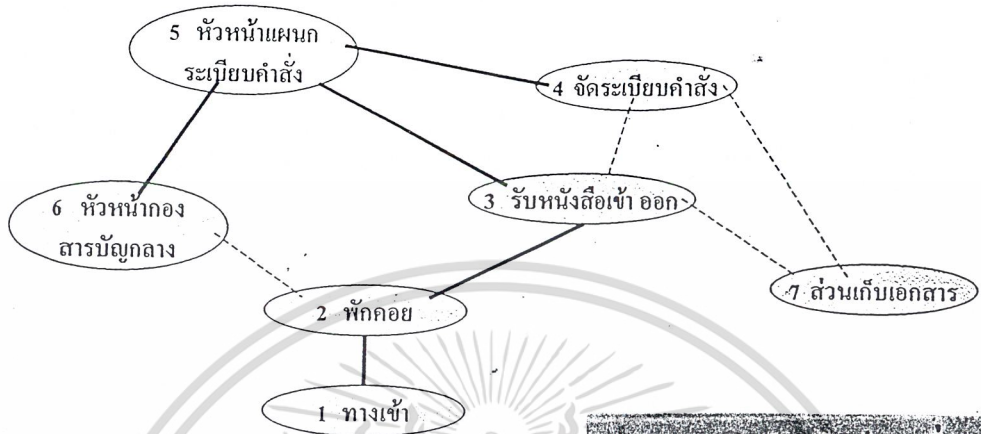 5 หัวหน้าแผนก
ระเบียบคำสั่ง
4 จัดระเบียบคำสั่ง
3 รับหนังสือเข้า ออก
6 หัวหน้ากอง
สารบัญกลาง
7 ส่วนเก็บเอกสาร
2 พักคอย
1 ทางเข้า